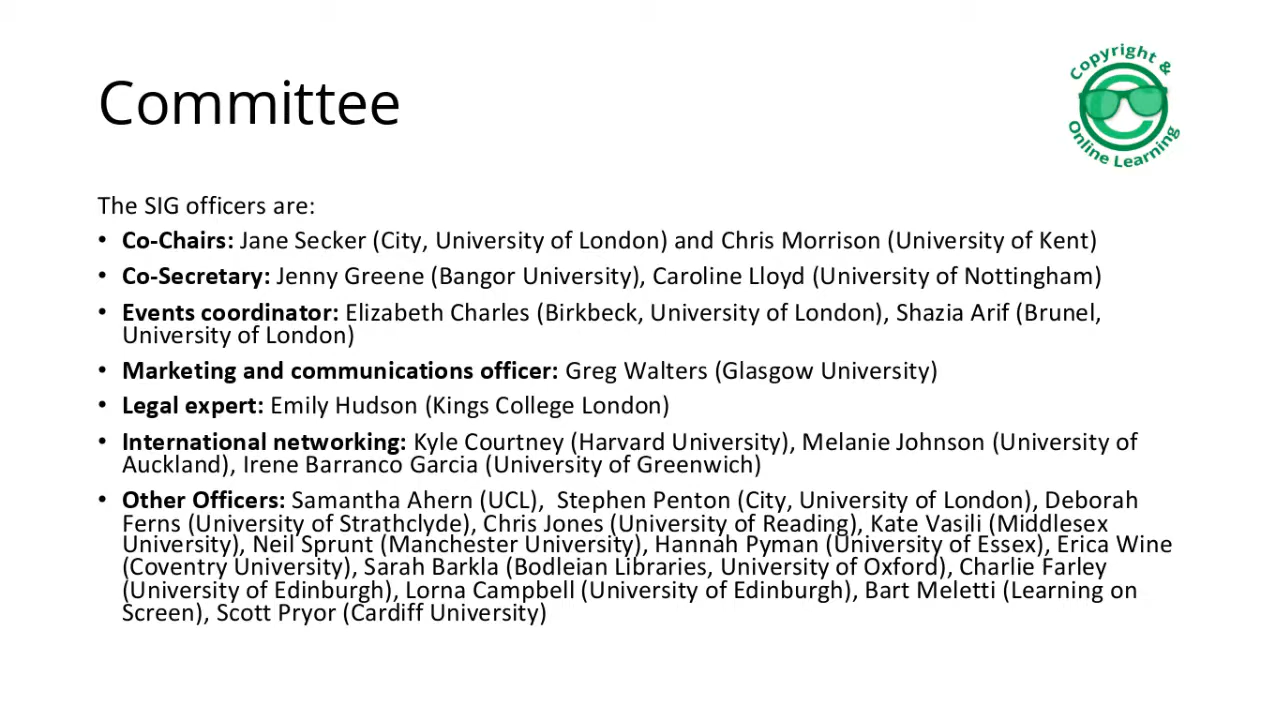 Committee
Copyright &
Online Learning
The SIG officers are:
• Co-Chairs: Jane Secker (City, University of London) and Chris Morrison (University of Kent)
• Co-Secretary: Jenny Greene (Bangor University), Caroline Lloyd (University of Nottingham)
• Events coordinator: Elizabeth Charles (Birkbeck, University of London), Shazia Arif (Brunel,
University of London)
• Marketing and communications officer: Greg Walters (Glasgow University)
• Legal expert: Emily Hudson (Kings College London)
• International networking: Kyle Courtney (Harvard University), Melanie Johnson (University of
Auckland), Irene Barranco Garcia (University of Greenwich)
• Other Officers: Samantha Ahern (UCL),  Stephen Penton (City, University of London), Deborah
Ferns (University of Strathclyde), Chris Jones (University of Reading), Kate Vasili (Middlesex
University), Neil Sprunt (Manchester University), Hannah Pyman (University of Essex), Erica Wine
(Coventry University), Sarah Barkla (Bodleian Libraries, University of Oxford), Charlie Farley
(University of Edinburgh), Lorna Campbell (University of Edinburgh), Bart Meletti (Learning on
Screen), Scott Pryor (Cardiff University)